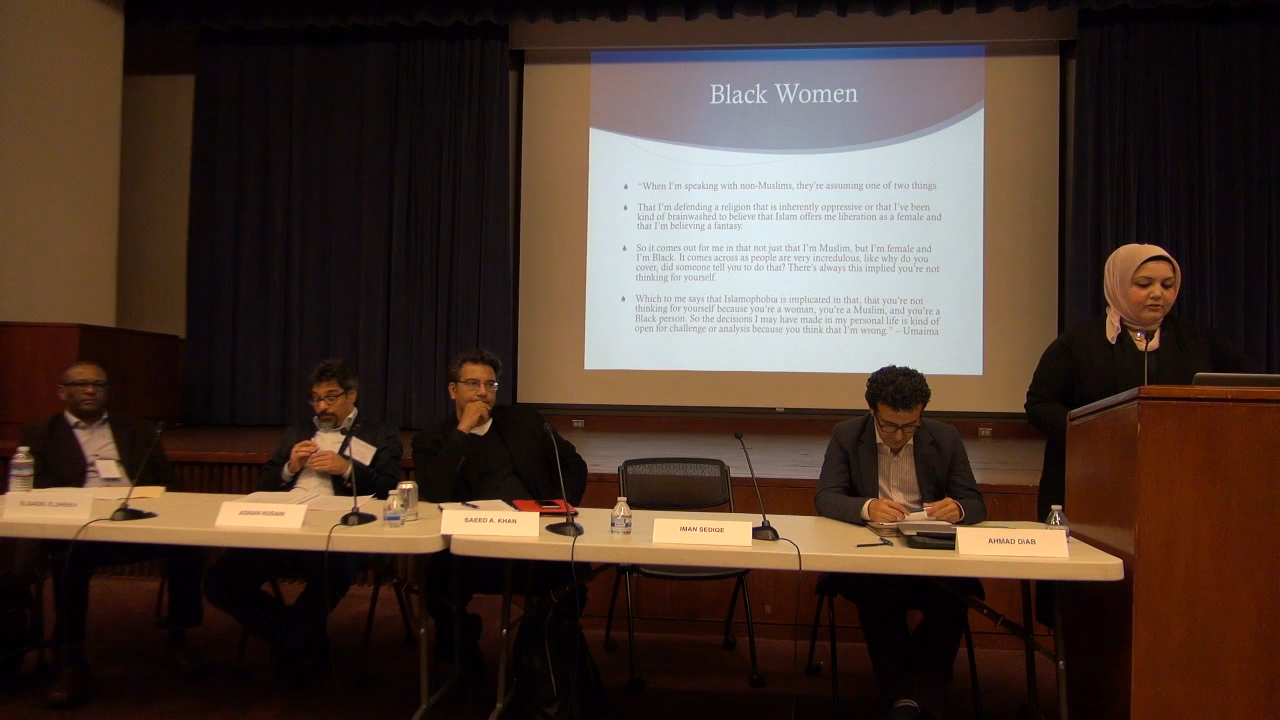 Black Women
“When I'm speaking with non-Muslims, they're assuming one of two things.
That I'm defending a religion that is inherently oppressive or that I've been
kind of brainwashed to believe that Islam offers me liberation as a female and
that I'm believing a fantasy.
So it comes out for me in that not just that I'm Muslim, but I'm female and
I'm Black. It comes across as people are very incredulous, like why do you
cover, did someone tell you to do that? There's always this implied you're not
thinking for yourself.
Which to me says that Islamophobia is implicated in that, that you're not
thinking for yourself because you're a woman, you're a Muslim, and you're a
Black person. So the decisions I may have made in my personal life is kind of
open for challenge or analysis because you think that I'm wrong.” – Umaima
ADNAN HUSAIN
SAEED A. KHAN
IMAN SEDIQE
AHMAD DIAB